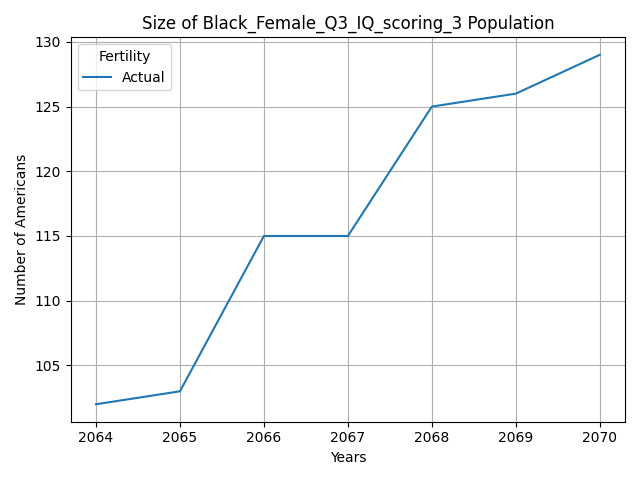 Size of Black_Female_Q3_IQ_scoring_3 Population
Fertility
Actual
130
125
120
115
110
105
Number of Americans
2064 2065 2066 2067 2068 2069 2070
Years